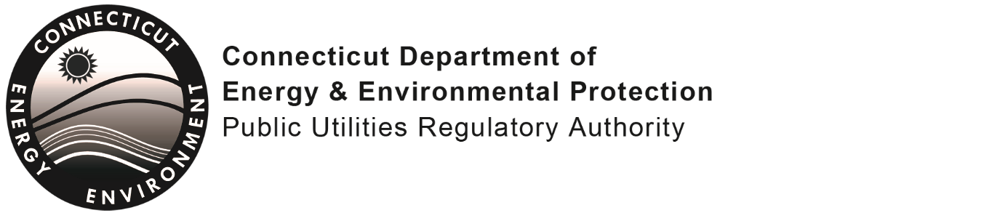 CONNECTICUT
ENERGY
ENVIRONMENT
Connecticut Department of
Energy & Environmental Protection
Public Utilities Regulatory Authority